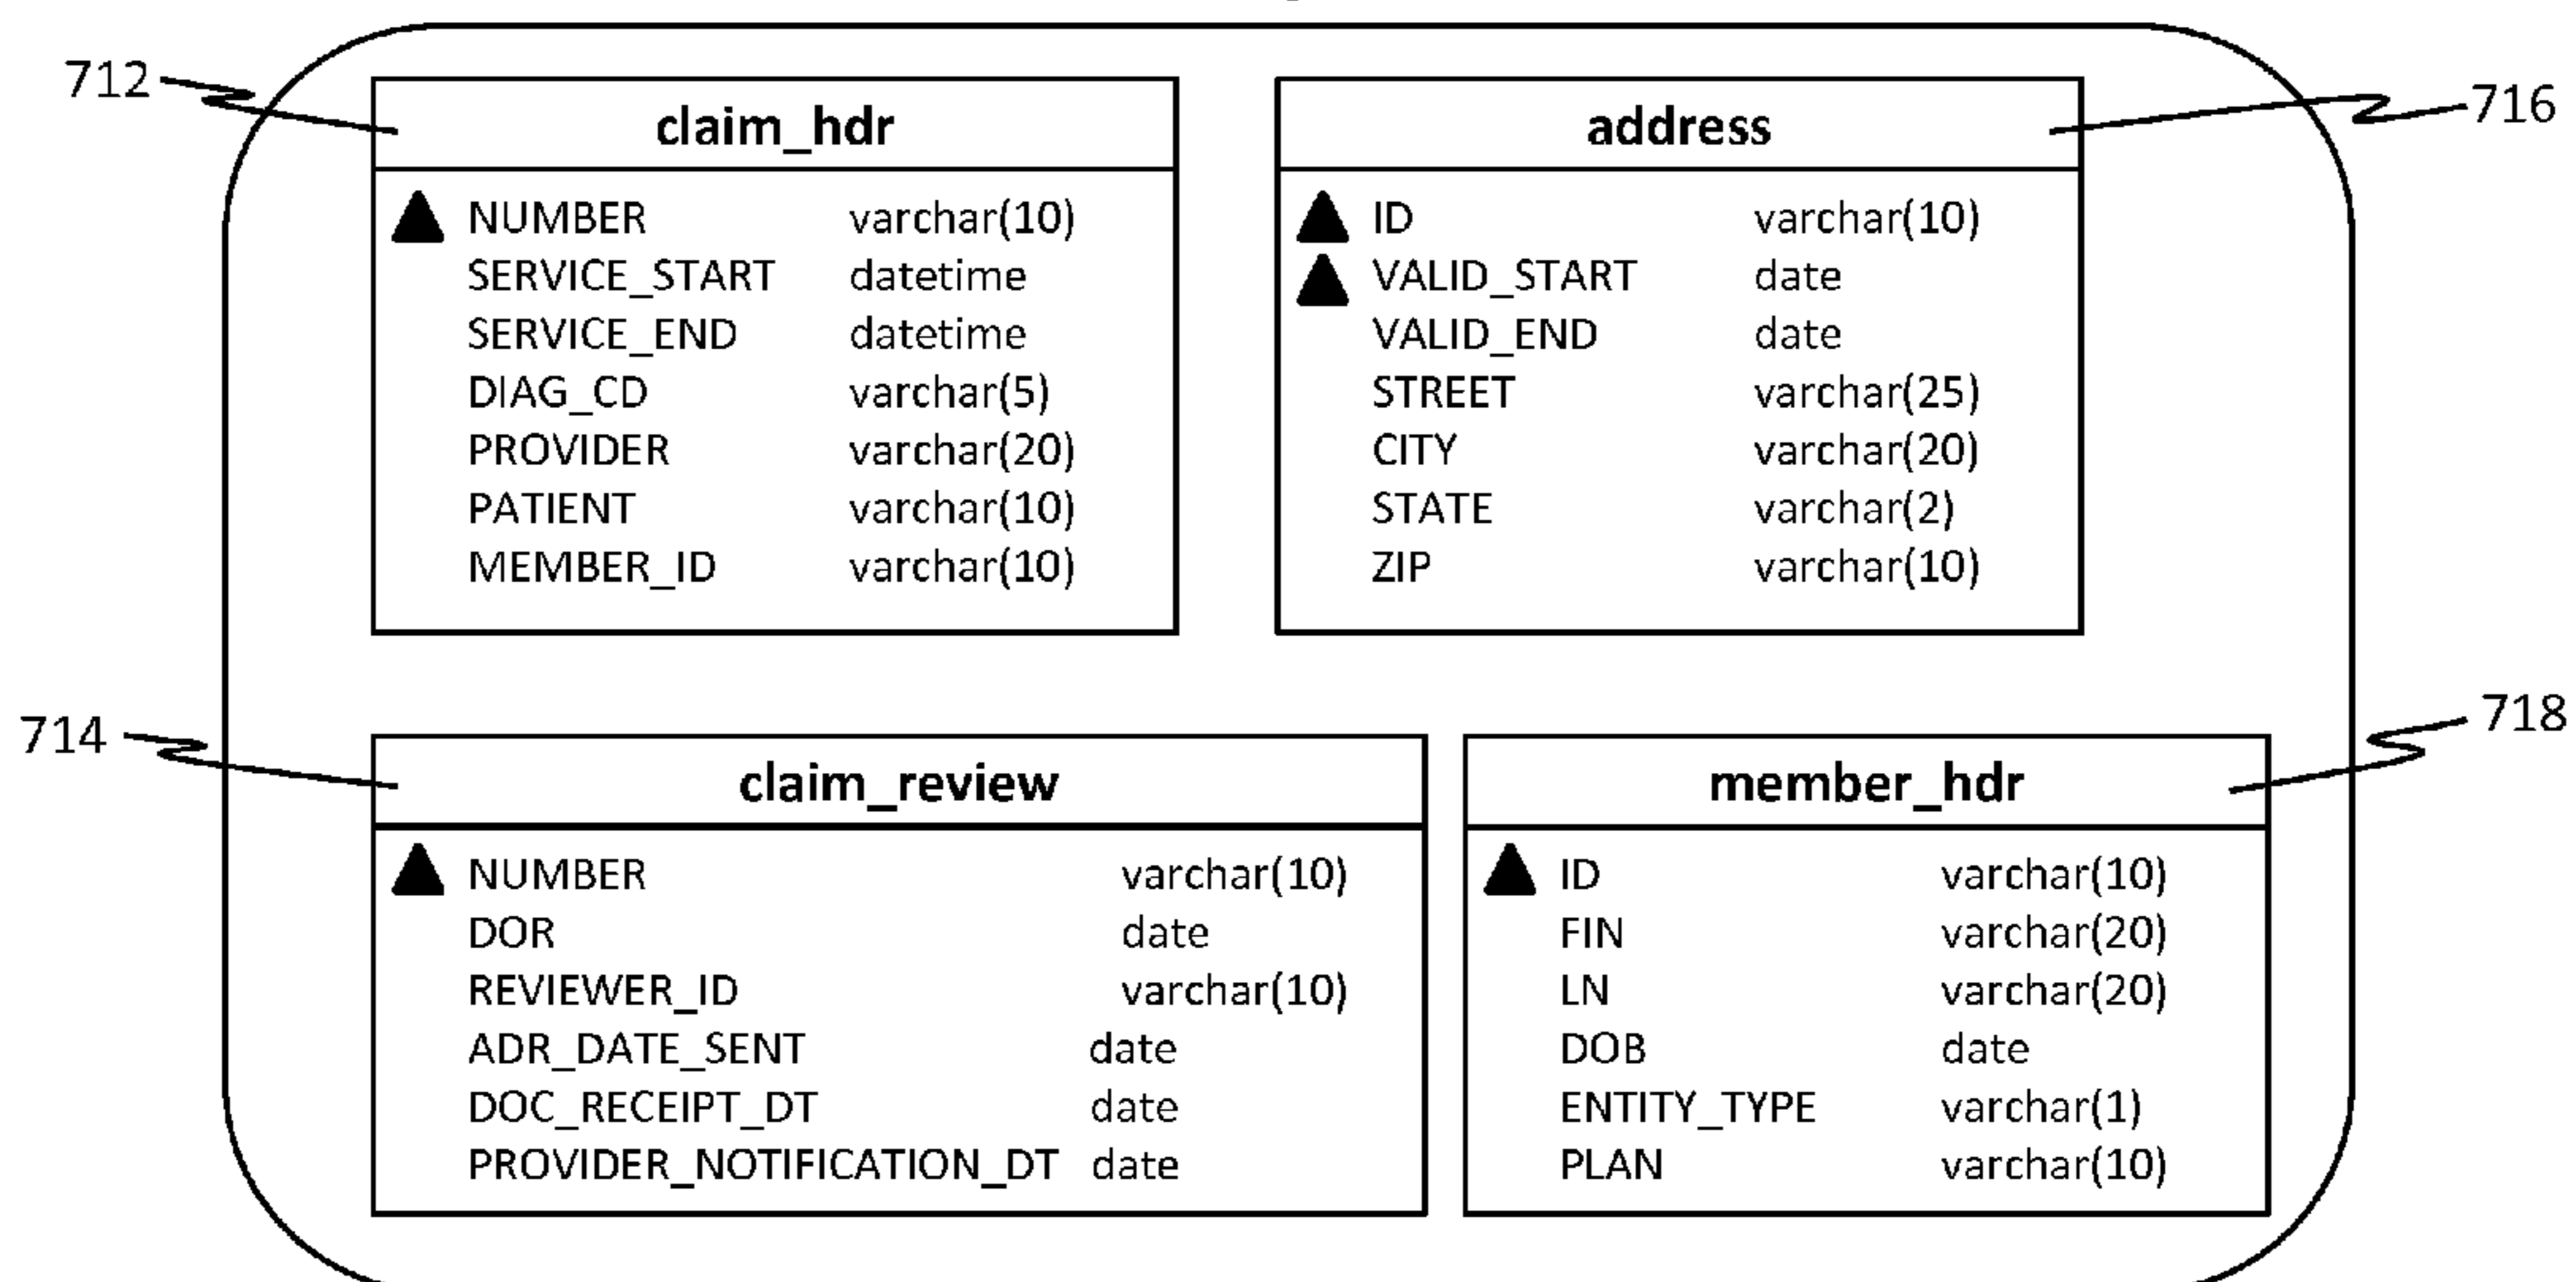 712
claim_hdr
NUMBER varchar(10)
SERVICE_START datetime
SERVICE_END datetime
DIAG_CD varchar(5)
PROVIDER varchar(20)
PATIENT varchar(10)
MEMBER_ID varchar(10)
716
address
ID varchar(10)
VALID_START date
VALID_END date
STREET varchar(25)
CITY varchar(20)
STATE varchar(2)
ZIP varchar(10)
714
claim_review
NUMBER varchar(10)
DOR date
REVIEWER_ID varchar(10)
ADR_DATE_SENT date
DOC_RECEIPT_DT date
PROVIDER_NOTIFICATION_DT date
718
member_hdr
ID varchar(10)
FIN varchar(20)
LN varchar(20)
DOB date
ENTITY_TYPE varchar(1)
PLAN varchar(10)